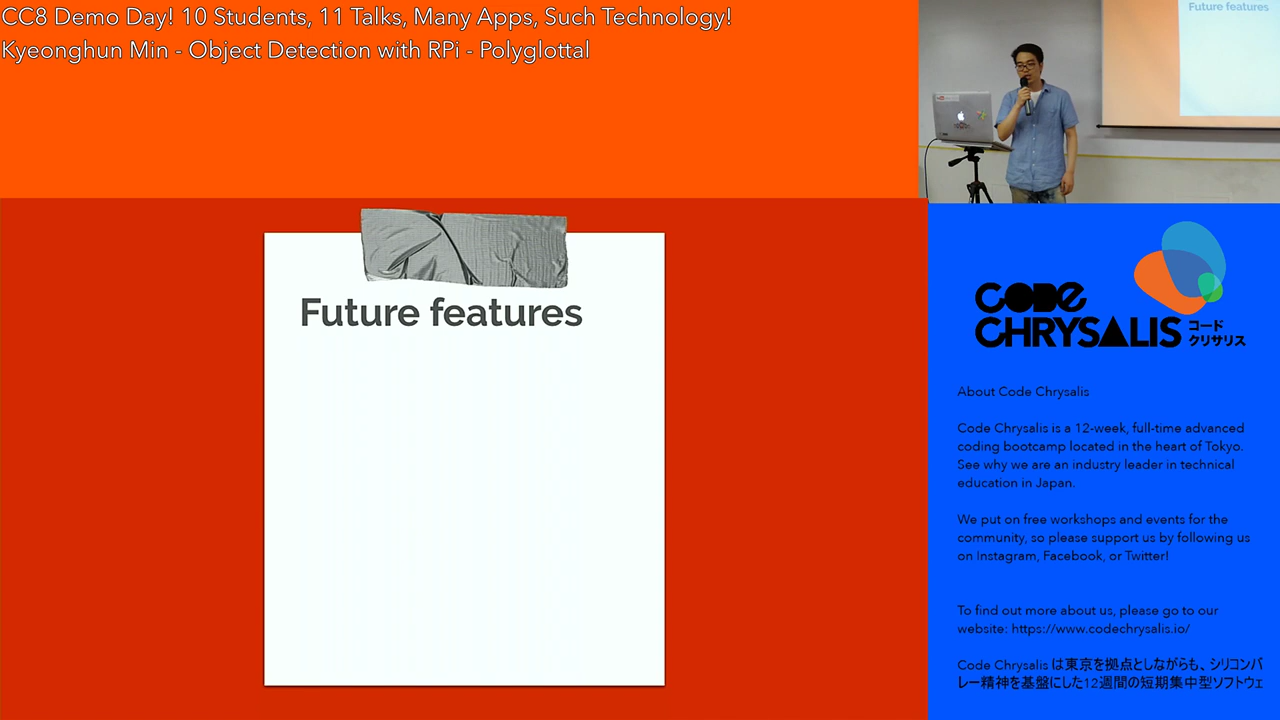 CC8 Demo Day! 10 Students, 11 Talks, Many Apps, Such Technology!
Kyeonghun Min - Object Detection with RPi - Polyglottal
Future features
Future features
CODE
CHRYSALIS コード
クリサリス
About Code Chrysalis
Code Chrysalis is a 12-week, full-time advanced
coding bootcamp located in the heart of Tokyo.
See why we are an industry leader in technical
education in Japan.
We put on free workshops and events for the
community, so please support us by following us
on Instagram, Facebook, or Twitter!
To find out more about us, please go to our
website: https://www.codechrysalis.io/
Code Chrysalis は東京を拠点としながらも、シリコンバ
レー精神を基盤にした12週間の短期集中型ソフトウェ